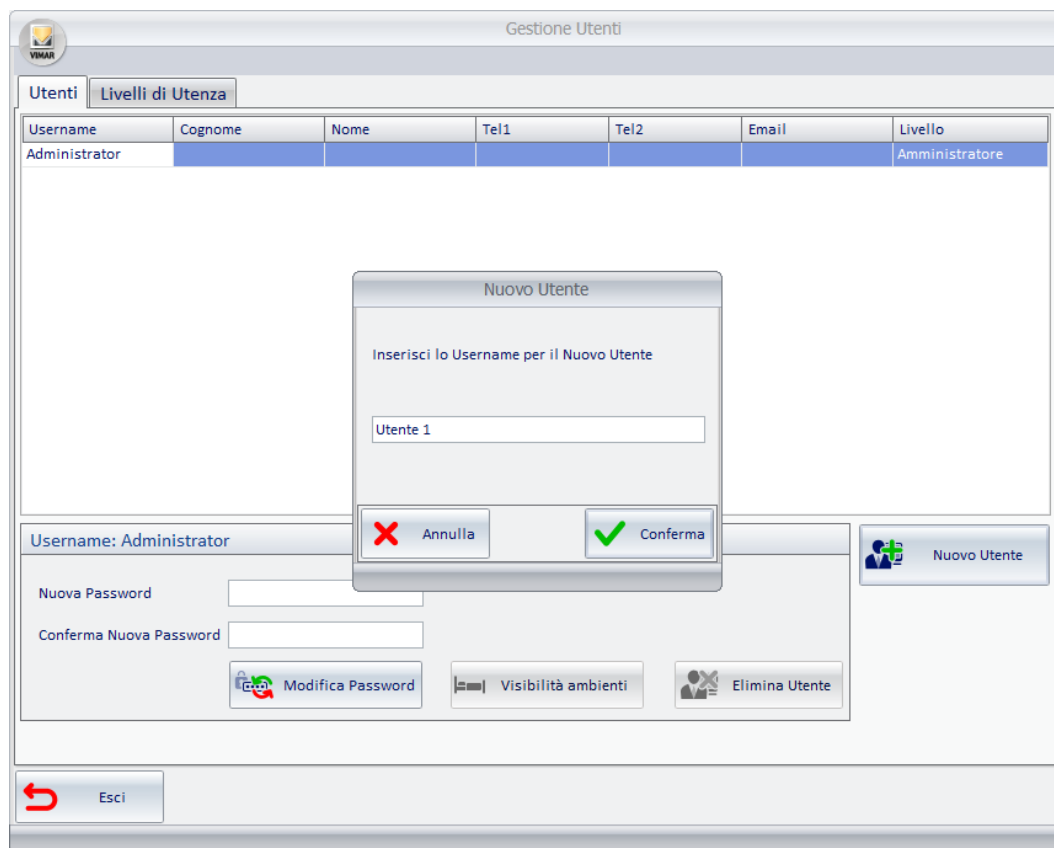 Gestione Utenti
VIMAR
Utenti Livelli di Utenza
Username Cognome Nome Tel1 Tel2 Email Livello
Administrator Amministratore
Nuovo Utente
Inserisci lo Username per il Nuovo Utente
Utente 1
Annulla Conferma
Username: Administrator
Nuovo Utente
Nuova Password
Conferma Nuova Password
Modifica Password Visibilità ambienti Elimina Utente
Esci